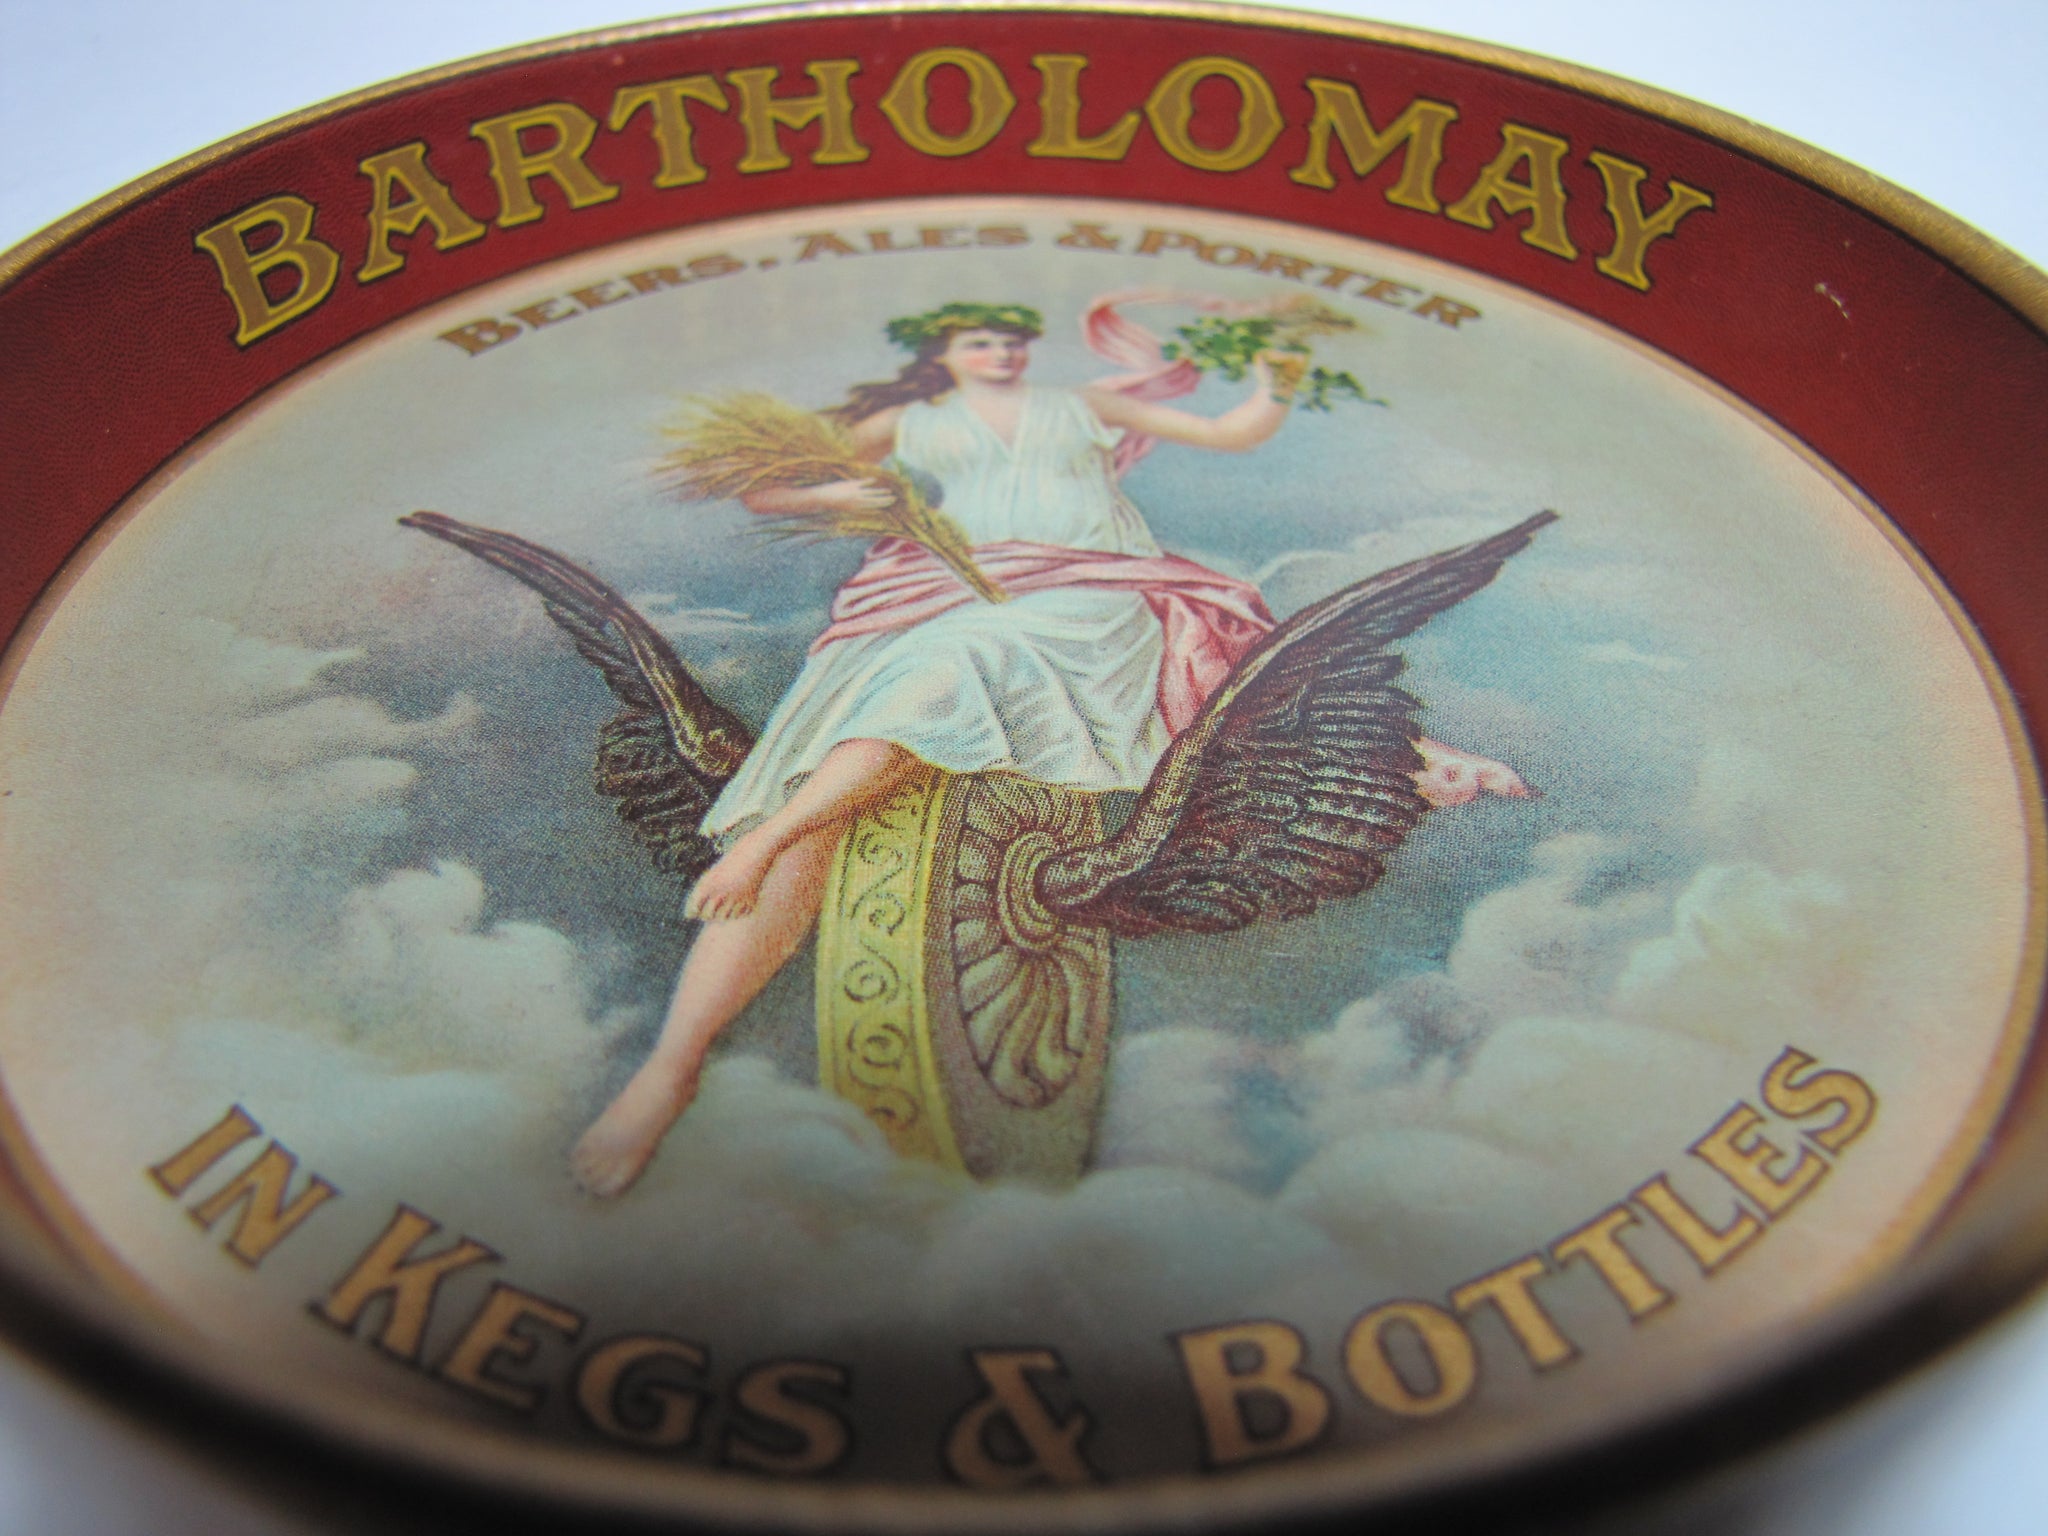 BARTHOLOMAY
BEERS, ALES & PORTER
IN KEGS & BOTTLES